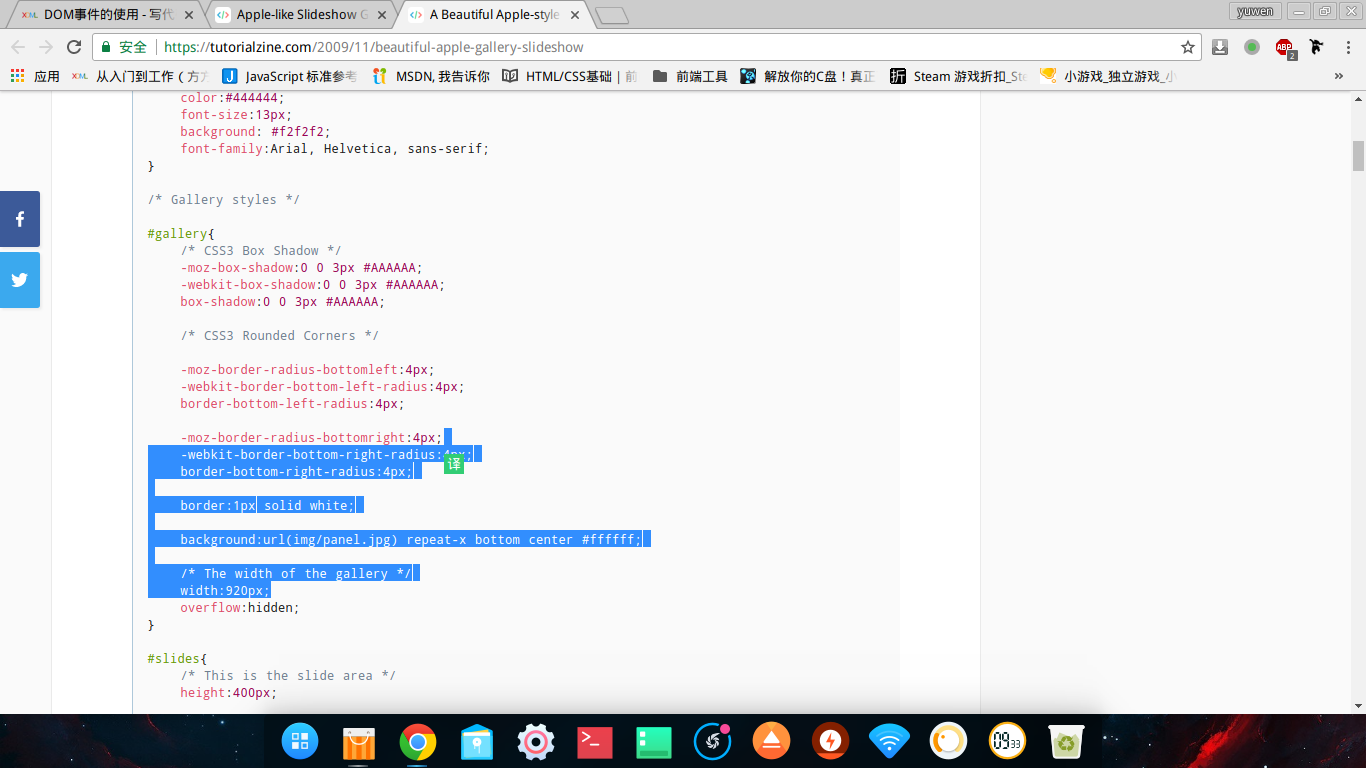 DOM事件的使用 - 写代
Apple-like Slideshow G
A Beautiful Apple-style
yuwen
安全
https://tutorialzine.com/2009/11/beautiful-apple-gallery-slideshow
ABP
2
应用
XML
从入门到工作（方
J
JavaScript 标准参考
MSDN, 我告诉你
HTML/CSS基础 | 前
前端工具
解放你的C盘！真正
折
Steam 游戏折扣_Ste
小游戏_独立游戏_小
»
color:#444444;
font-size:13px;
background: #f2f2f2;
font-family:Arial, Helvetica, sans-serif;
}
/* Gallery styles */
#gallery{
/* CSS3 Box Shadow */
-moz-box-shadow:0 0 3px #AAAAAA;
-webkit-box-shadow:0 0 3px #AAAAAA;
box-shadow:0 0 3px #AAAAAA;
/* CSS3 Rounded Corners */
-moz-border-radius-bottomleft:4px;
-webkit-border-bottom-left-radius:4px;
border-bottom-left-radius:4px;
-moz-border-radius-bottomright:4px;
-webkit-border-bottom-right-radius:4px;
译
border-bottom-right-radius:4px;
border:1px solid white;
background:url(img/panel.jpg) repeat-x bottom center #ffffff;
/* The width of the gallery */
width:920px;
overflow:hidden;
}
#slides{
/* This is the slide area */
height:400px;
09 33